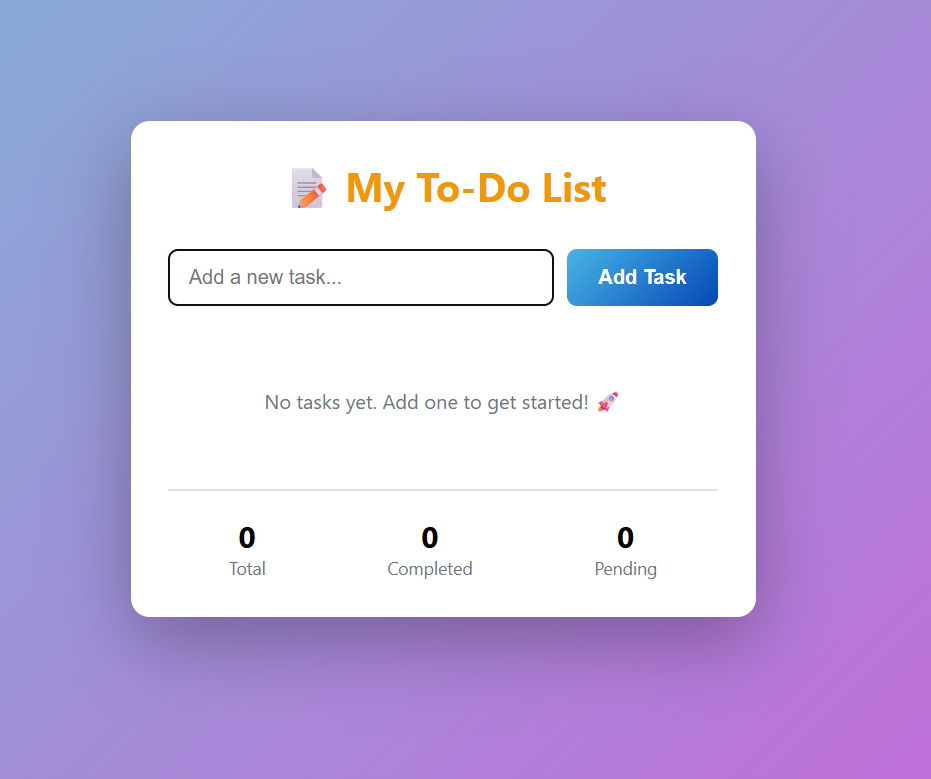 📝 My To-Do List
Add a new task...
Add Task
No tasks yet. Add one to get started! 🚀
0
Total
0
Completed
0
Pending